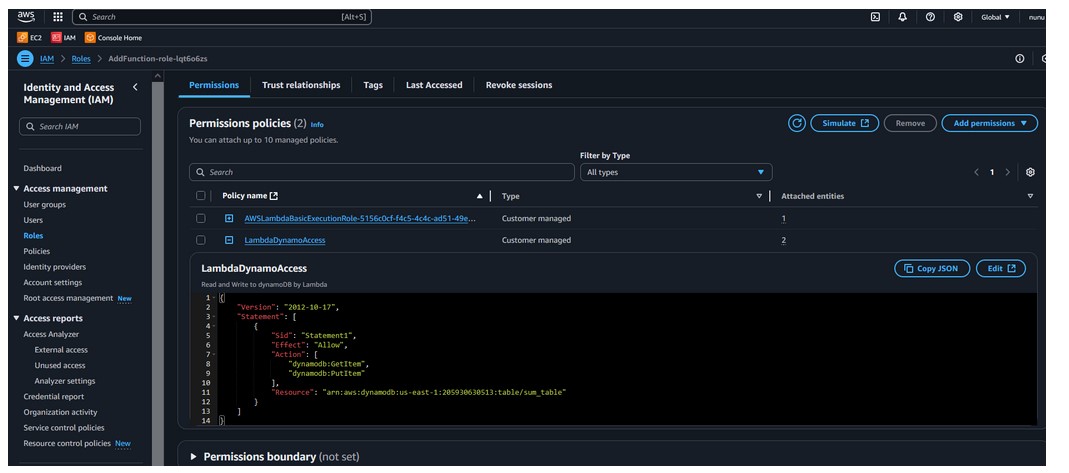 aws
Search [Alt+S]
Global nunu
EC2 IAM Console Home
IAM > Roles > AddFunction-role-lqt6o6zs
Identity and Access Management (IAM)
Search IAM
Dashboard
Access management
User groups
Users
Roles
Policies
Identity providers
Account settings
Root access management New
Access reports
Access Analyzer
External access
Unused access
Analyzer settings
Credential report
Organization activity
Service control policies
Resource control policies New
Permissions Trust relationships Tags Last Accessed Revoke sessions
Permissions policies (2) Info
Simulate Remove Add permissions
You can attach up to 10 managed policies.
Filter by Type
Search All types 1
Policy name Type Attached entities
AWSLambdaBasicExecutionRole-5156c0cf-f4c5-4c4c-ad51-49e... Customer managed 1
LambdaDynamoAccess Customer managed 2
LambdaDynamoAccess Copy JSON Edit
Read and Write to dynamoDB by Lambda
1 {
2 "Version": "2012-10-17",
3 "Statement": [
4 {
5 "Sid": "Statement1",
6 "Effect": "Allow",
7 "Action": [
8 "dynamodb:GetItem",
9 "dynamodb:PutItem"
10 ],
11 "Resource": "arn:aws:dynamodb:us-east-1:205930630513:table/sum_table"
12 }
13 ]
14 }
Permissions boundary (not set)